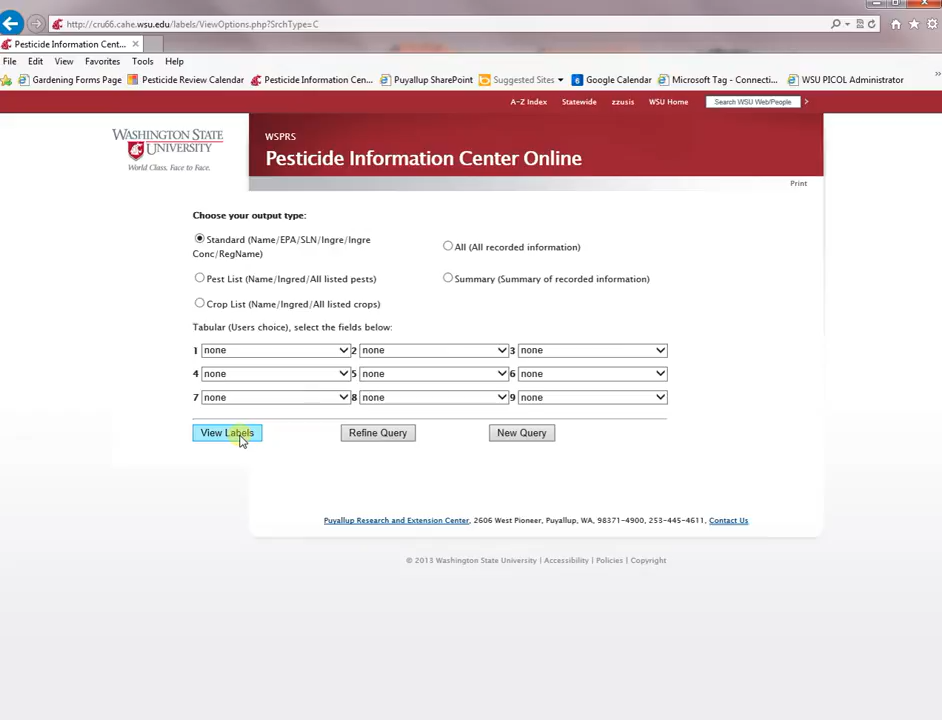 http://cru66.cahe.wsu.edu/labels/ViewOptions.php?SrchType=C
Pesticide Information Cent...
File Edit View Favorites Tools Help
Gardening Forms Page Pesticide Review Calendar Pesticide Information Cen... Puyallup SharePoint Suggested Sites Google Calendar Microsoft Tag - Connecti... WSU PICOL Administrator
A-Z Index Statewide zzusis WSU Home Search WSU Web/People
WASHINGTON STATE
UNIVERSITY
World Class. Face to Face.
WSPRS
Pesticide Information Center Online
Print
Choose your output type:
Standard (Name/EPA/SLN/Ingre/Ingre
Conc/RegName)
All (All recorded information)
Pest List (Name/Ingred/All listed pests) Summary (Summary of recorded information)
Crop List (Name/Ingred/All listed crops)
Tabular (Users choice), select the fields below:
1 none 2 none 3 none
4 none 5 none 6 none
7 none 8 none 9 none
View Labels Refine Query New Query
Puyallup Research and Extension Center, 2606 West Pioneer, Puyallup, WA, 98371-4900, 253-445-4611, Contact Us
© 2013 Washington State University | Accessibility | Policies | Copyright